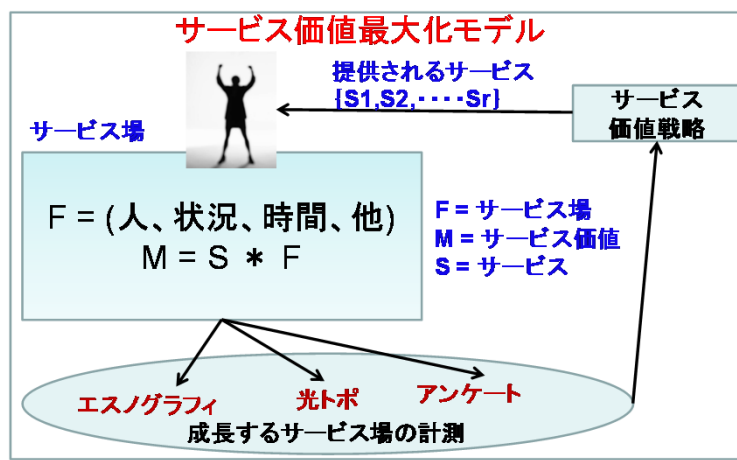 サービス価値最大化モデル
提供されるサービス
{S1,S2,････Sr}
サービス
価値戦略
サービス場
F = (人、状況、時間、他)
M = S ＊ F
F = サービス場
M = サービス価値
S = サービス
エスノグラフィ
光トポ
アンケート
成長するサービス場の計測